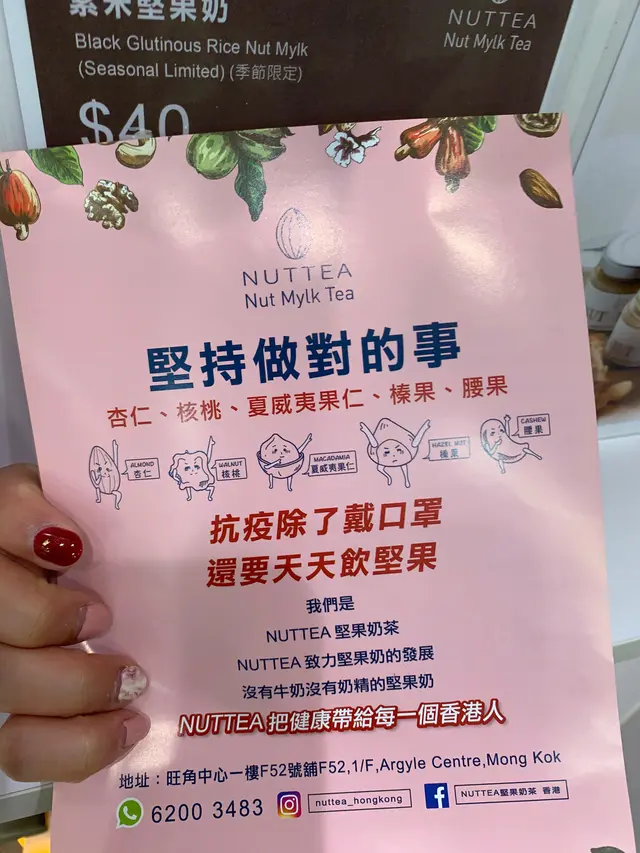 Black Glutinous Rice Nut Mylk
(Seasonal Limited) (季節限定)
$40
NUTTEA
Nut Mylk Tea
NUTTEA
Nut Mylk Tea
堅持做對的事
杏仁、核桃、夏威夷果仁、榛果、腰果
ALMOND
杏仁
WALNUT
核桃
MACADAMIA
夏威夷果仁
HAZEL NUT
榛果
CASHEW
腰果
抗疫除了戴口罩
還要天天飲堅果
我們是
NUTTEA 堅果奶茶
NUTTEA 致力堅果奶的發展
沒有牛奶沒有奶精的堅果奶
NUTTEA 把健康帶給每一個香港人
地址：旺角中心一樓F52號舖F52,1/F,Argyle Centre,Mong Kok
6200 3483
nuttea_hongkong
NUTTEA堅果奶茶 香港